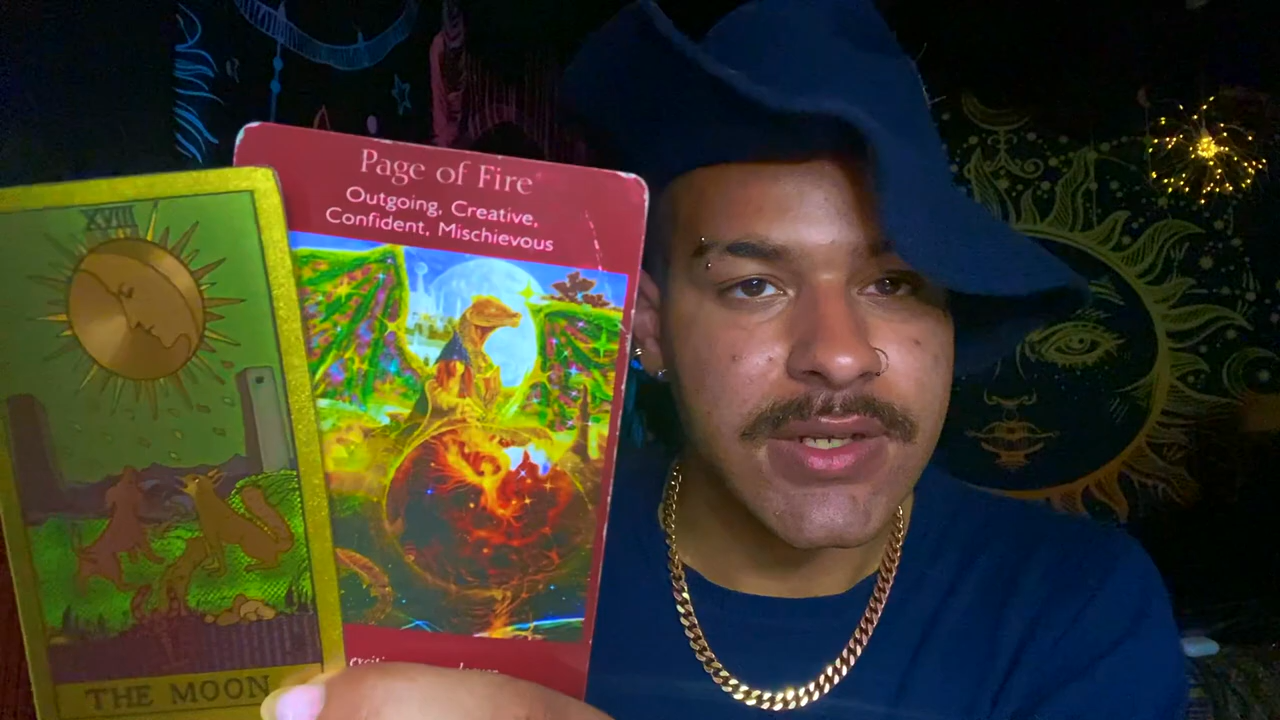 XVIII
THE MOON
Page of Fire
Outgoing, Creative,
Confident, Mischievous